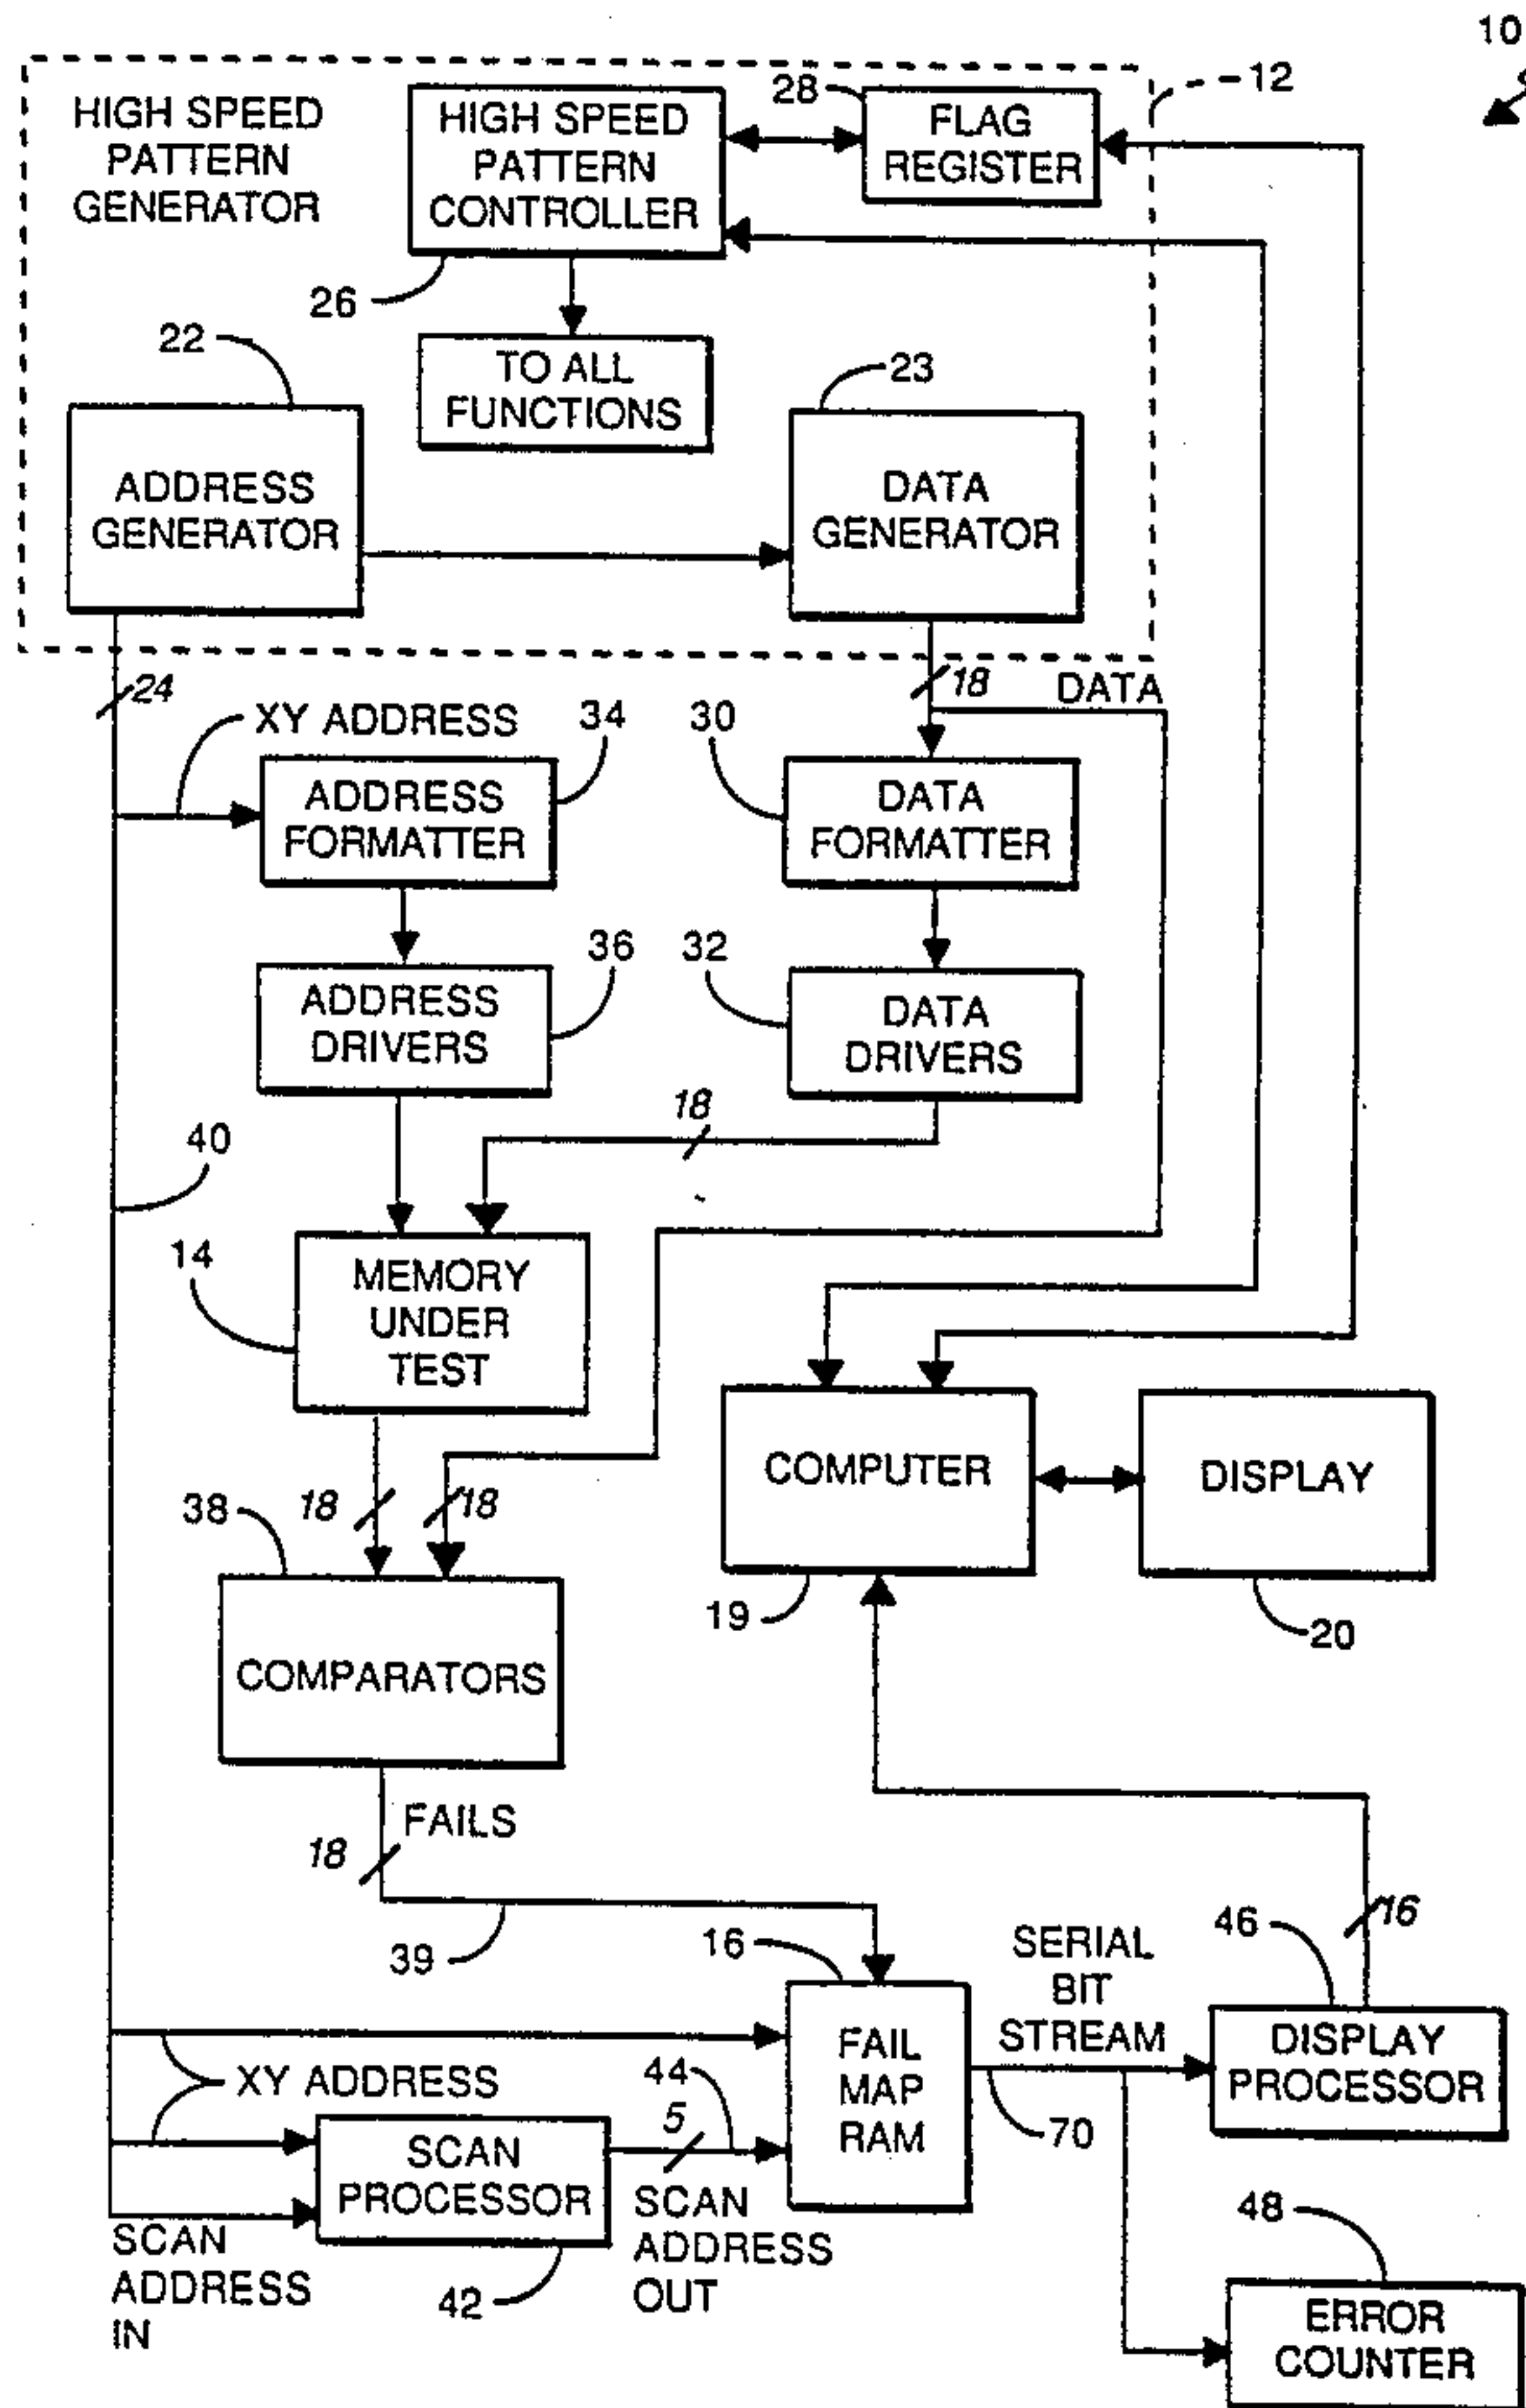 10
12
HIGH SPEED
PATTERN
GENERATOR
HIGH SPEED
PATTERN
CONTROLLER
28
FLAG
REGISTER
26
22
TO ALL
FUNCTIONS
23
ADDRESS
GENERATOR
DATA
GENERATOR
24
18
DATA
XY ADDRESS
34
30
ADDRESS
FORMATTER
DATA
FORMATTER
36
32
ADDRESS
DRIVERS
DATA
DRIVERS
18
40
14
MEMORY
UNDER
TEST
COMPUTER
DISPLAY
18
18
38
19
20
COMPARATORS
FAILS
18
39
16
SERIAL
BIT
STREAM
46
16
FAIL
MAP
RAM
DISPLAY
PROCESSOR
XY ADDRESS
44
5
70
SCAN
PROCESSOR
SCAN
ADDRESS
OUT
SCAN
ADDRESS
IN
42
48
ERROR
COUNTER